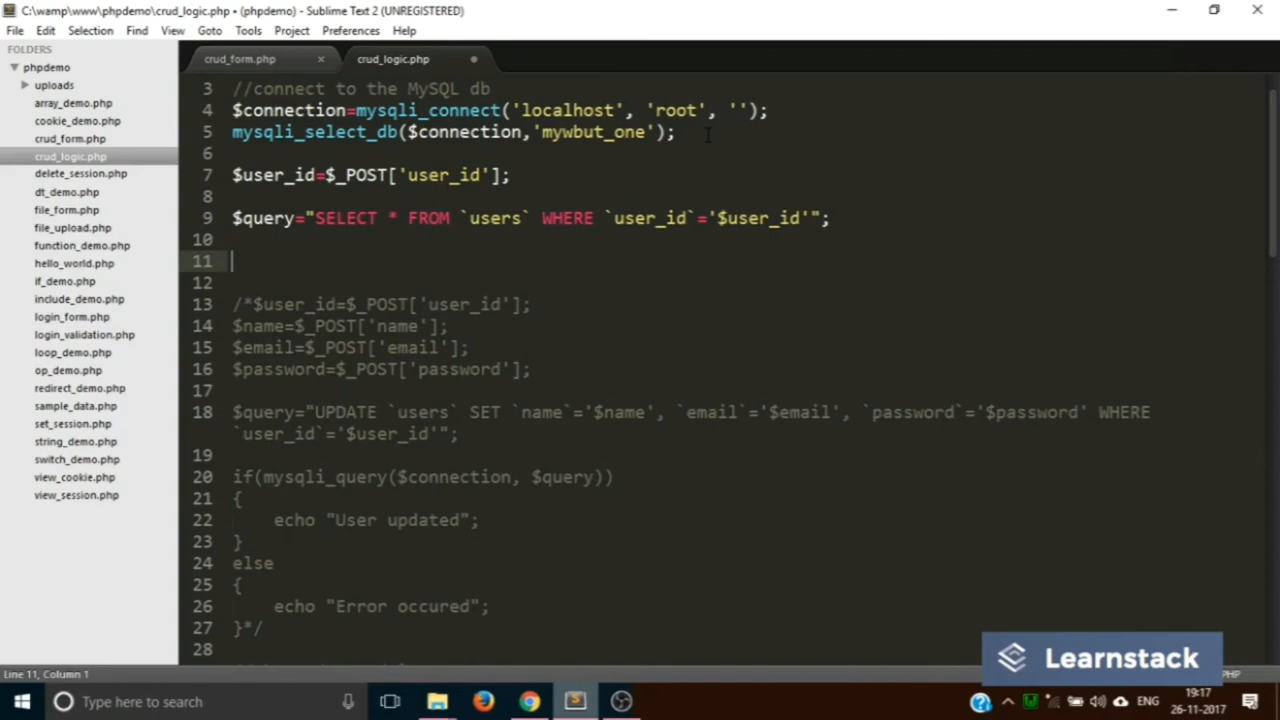 C:\wamp\www\phpdemo\crud_logic.php • (phpdemo) - Sublime Text 2 (UNREGISTERED)
File Edit Selection Find View Goto Tools Project Preferences Help
FOLDERS
phpdemo
uploads
array_demo.php
cookie_demo.php
crud_form.php
crud_logic.php
delete_session.php
dt_demo.php
file_form.php
file_upload.php
function_demo.php
hello_world.php
if_demo.php
include_demo.php
login_form.php
login_validation.php
loop_demo.php
op_demo.php
redirect_demo.php
sample_data.php
set_session.php
string_demo.php
switch_demo.php
view_cookie.php
view_session.php
crud_form.php × crud_logic.php
3 //connect to the MySQL db
4 $connection=mysqli_connect('localhost', 'root', '');
5 mysqli_select_db($connection,'mywbut_one');
6
7 $user_id=$_POST['user_id'];
8
9 $query="SELECT * FROM `users` WHERE `user_id`='$user_id'";
10
11
12
13 /*$user_id=$_POST['user_id'];
14 $name=$_POST['name'];
15 $email=$_POST['email'];
16 $password=$_POST['password'];
17
18 $query="UPDATE `users` SET `name`='$name', `email`='$email', `password`='$password' WHERE
`user_id`='$user_id'";
19
20 if(mysqli_query($connection, $query))
21 {
22 echo "User updated";
23 }
24 else
25 {
26 echo "Error occured";
27 }*/
28
Learnstack
Line 11, Column 1
PHP
Type here to search
ENG
19:17
26-11-2017